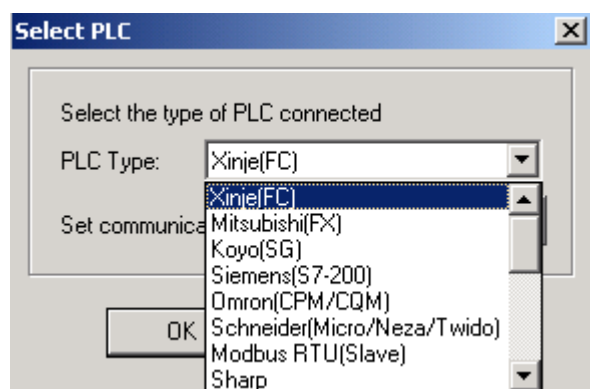 Select PLC
Select the type of PLC connected
PLC Type: Xinje(FC)
Xinje(FC)
Set communica
Mitsubishi(FX)
Koyo(SG)
Siemens(S7-200)
Omron(CPM/CQM)
OK
Schneider(Micro/Neza/Twido)
Modbus RTU(Slave)
Sharp